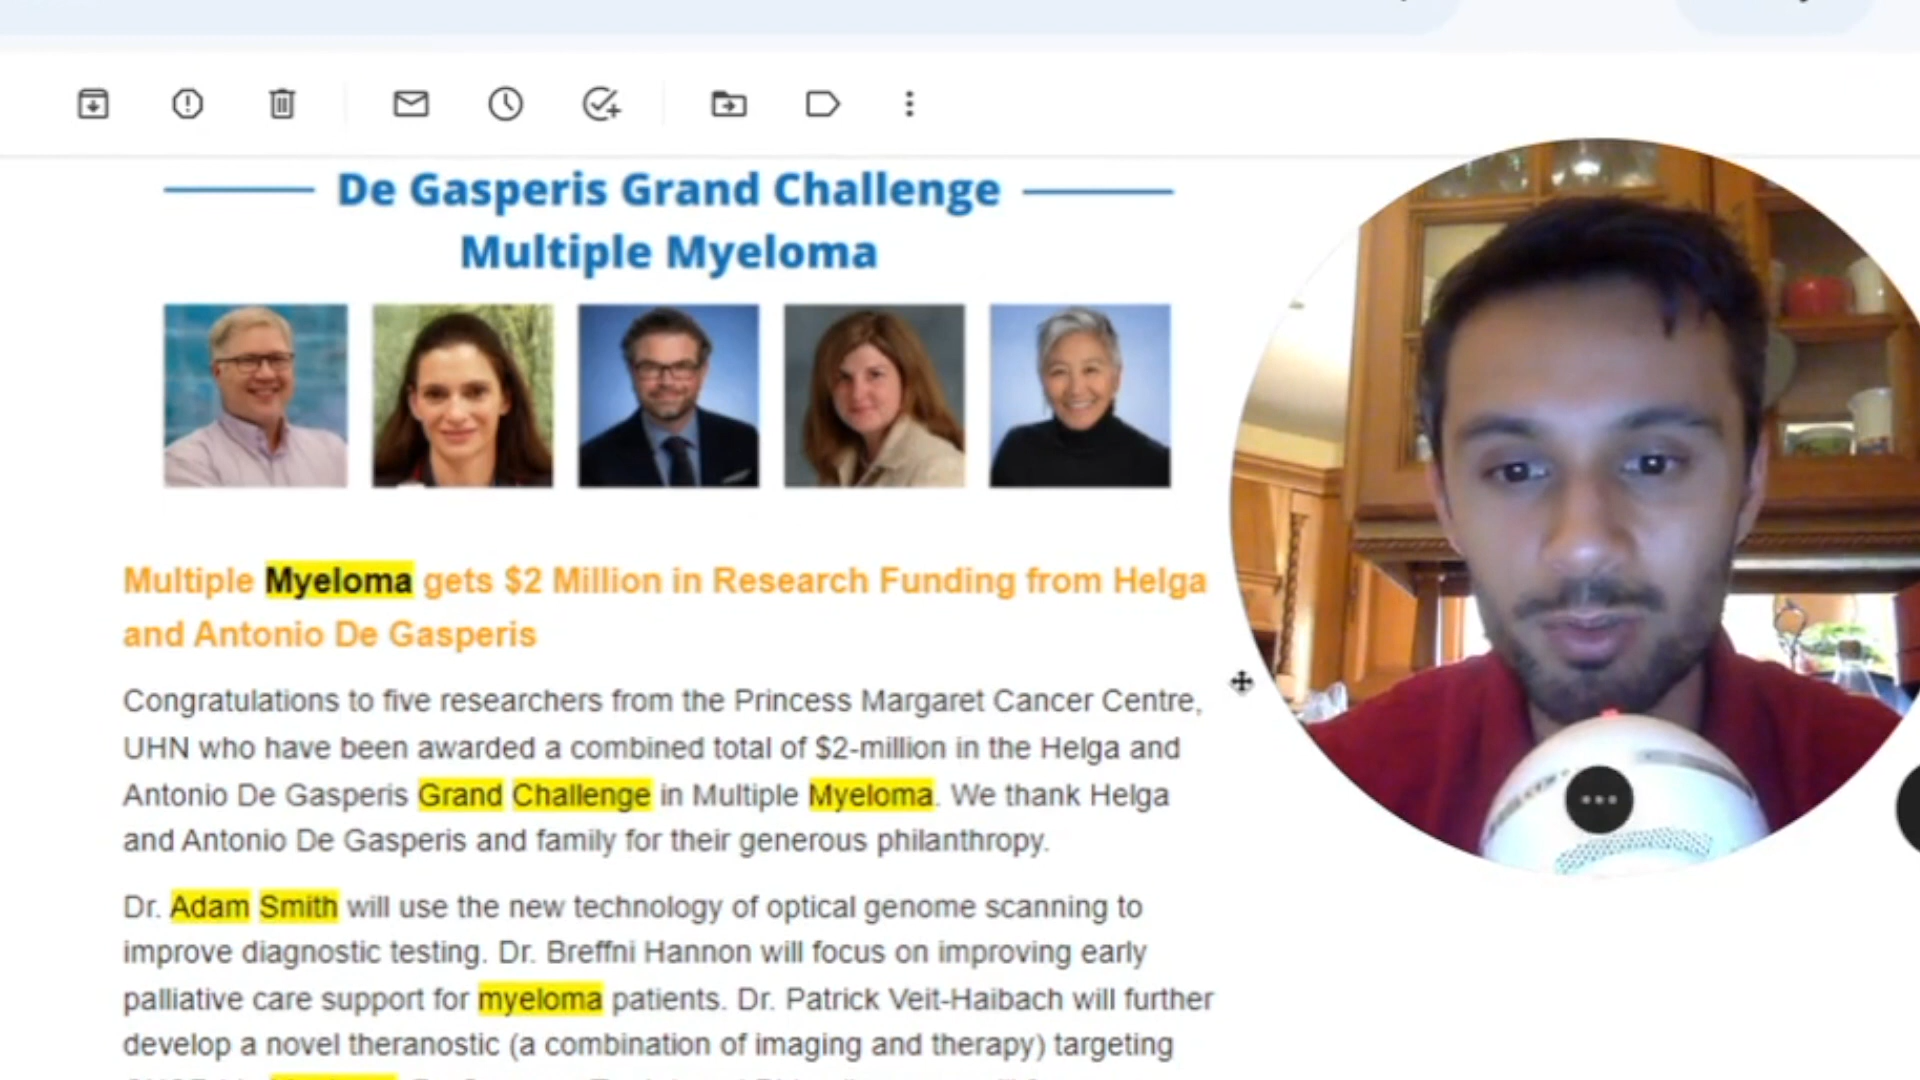 De Gasperis Grand Challenge
Multiple Myeloma
Multiple Myeloma gets $2 Million in Research Funding from Helga
and Antonio De Gasperis
Congratulations to five researchers from the Princess Margaret Cancer Centre,
UHN who have been awarded a combined total of $2-million in the Helga and
Antonio De Gasperis Grand Challenge in Multiple Myeloma. We thank Helga
and Antonio De Gasperis and family for their generous philanthropy.
Dr. Adam Smith will use the new technology of optical genome scanning to
improve diagnostic testing. Dr. Breffni Hannon will focus on improving early
palliative care support for myeloma patients. Dr. Patrick Veit-Haibach will further
develop a novel theranostic (a combination of imaging and therapy) targeting